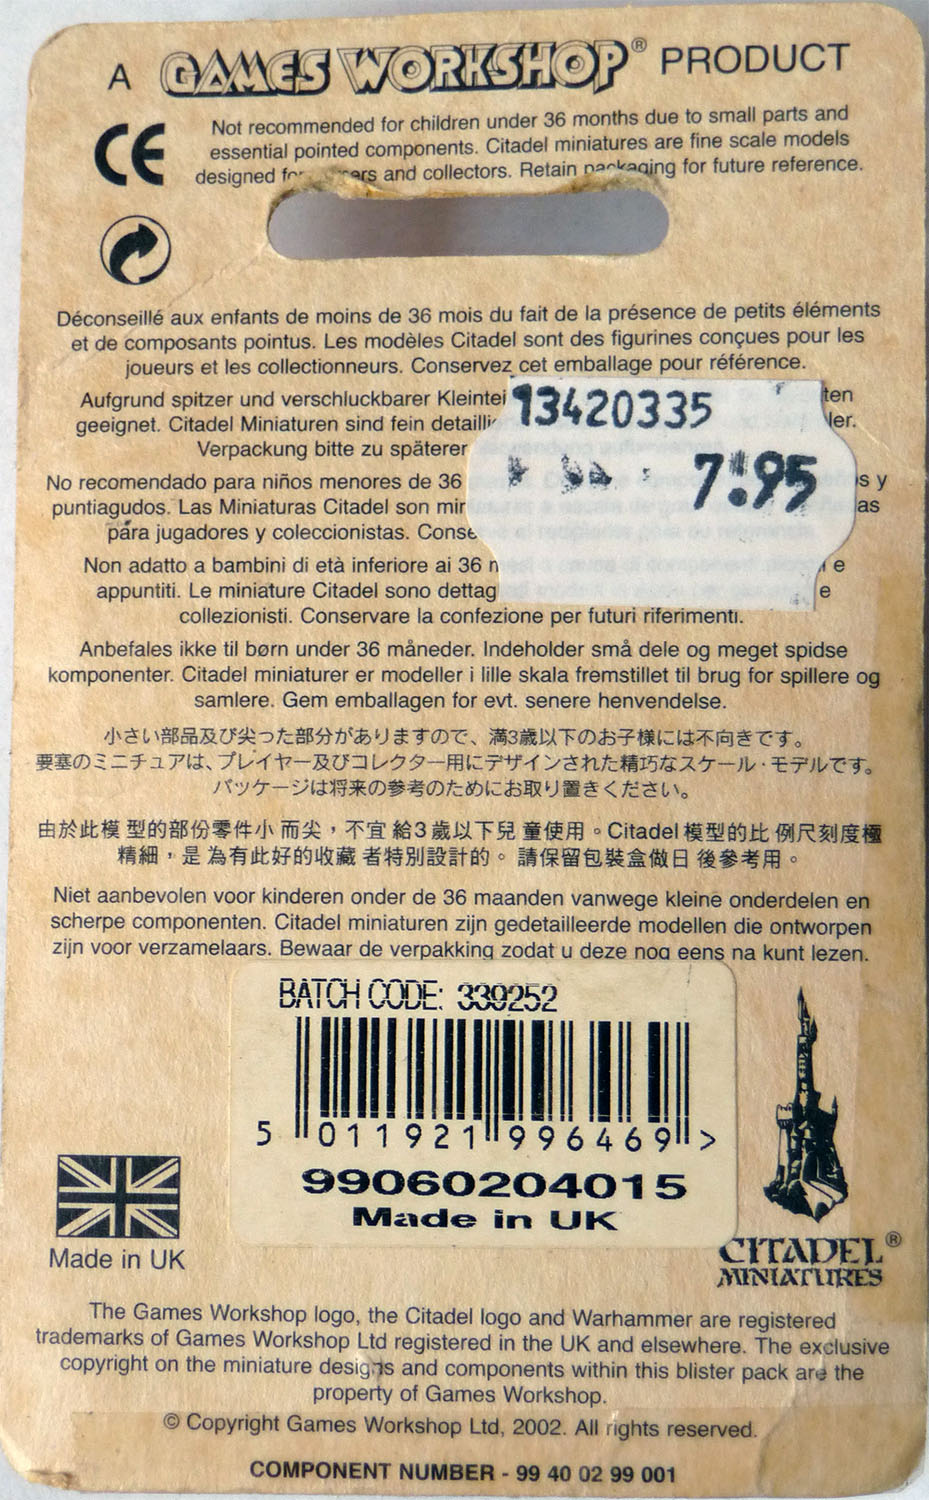 A GAMES WORKSHOP® PRODUCT
CE
Not recommended for children under 36 months due to small parts and
essential pointed components. Citadel miniatures are fine scale models
designed and collectors. Retain packaging for future reference.
Déconseillé aux enfants de moins de 36 mois du fait de la présence de petits éléments
et de composants pointus. Les modèles Citadel sont des figurines conçues pour les
joueurs et les collectionneurs. Conservez cet emballage pour référence.
Aufgrund spitzer und verschluckbarer Kleintei
geeignet. Citadel Miniaturen sind fein detailli
Verpackung bitte zu späterer
13420335
7.95
No recomendado para niños menores de 36 y
puntiagudos. Las Miniaturas Citadel son as
para jugadores y coleccionistas. Conse
Non adatto a bambini di età inferiore ai 36 e
appuntiti. Le miniature Citadel sono dettag e
collezionisti. Conservare la confezione per futuri riferimenti.
Anbefales ikke til børn under 36 måneder. Indeholder små dele og meget spidse
komponenter. Citadel miniaturer er modeller i lille skala fremstillet til brug for spillere og
samlere. Gem emballagen for evt. senere henvendelse.
小さい部品及び尖った部分がありますので、満3歳以下のお子様には不向きです。
要塞のミニチュアは、プレイヤー及びコレクター用にデザインされた精巧なスケール・モデルです。
パッケージは将来の参考のためにお取り置きください。
由於此模 型的部份零件小 而尖，不宜 給3歲以下兒 童使用。Citadel 模型的比 例尺刻度極
精細，是 為有此好的收藏 者特別設計的。 請保留包裝盒做日 後參考用。
Niet aanbevolen voor kinderen onder de 36 maanden vanwege kleine onderdelen en
scherpe componenten. Citadel miniaturen zijn gedetailleerde modellen die ontworpen
zijn voor verzamelaars. Bewaar de verpakking zodat u deze nog eens na kunt lezen.
BATCH CODE: 339252
5 011921 996469 >
99060204015
Made in UK
Made in UK
CITADEL®
MINIATURES
The Games Workshop logo, the Citadel logo and Warhammer are registered
trademarks of Games Workshop Ltd registered in the UK and elsewhere. The exclusive
copyright on the miniature designs and components within this blister pack are the
property of Games Workshop.
© Copyright Games Workshop Ltd, 2002. All rights reserved.
COMPONENT NUMBER - 99 40 02 99 001